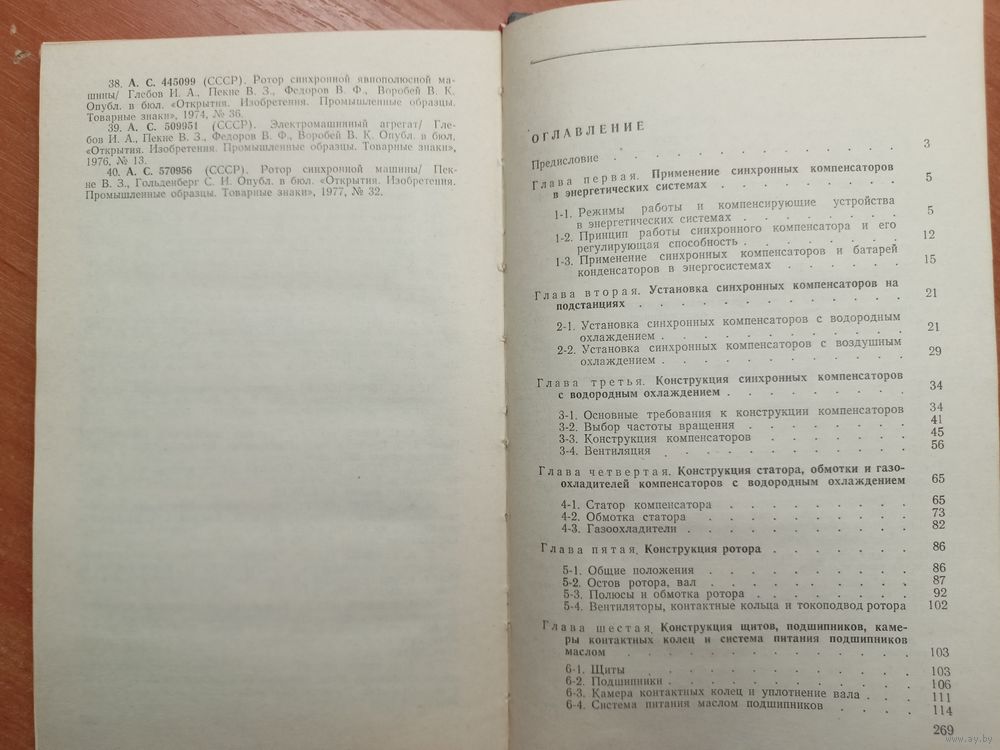 38. А. С. 445099 (СССР). Ротор синхронной явнополюсной ма-
шины/ Глебов И. А., Пекне В. З., Федоров В. Ф., Воробей В. К.
Опубл. в бюл. «Открытия. Изобретения. Промышленные образцы.
Товарные знаки», 1974, № 36.
39. А. С. 509951 (СССР). Электромашинный агрегат/ Гле-
бов И. А., Пекне В. З., Федоров В. Ф., Воробей В. К. Опубл. в бюл.
«Открытия. Изобретения. Промышленные образцы. Товарные знаки»,
1976, № 13.
40. А. С. 570956 (СССР). Ротор синхронной машины/ Пек-
не В. З., Гольденберг С. И. Опубл. в бюл. «Открытия. Изобретения.
Промышленные образцы. Товарные знаки», 1977, № 32.
ОГЛАВЛЕНИЕ
Предисловие . . . . . . . . . . . . . 3
Глава первая. Применение синхронных компенсаторов
в энергетических системах . . . . . . . . 5
1-1. Режимы работы и компенсирующие устройства
в энергетических системах . . . . . . . 5
1-2. Принцип работы синхронного компенсатора и его
регулирующая способность . . . . . . . 12
1-3. Применение синхронных компенсаторов и батарей
конденсаторов в энергосистемах . . . . . . 15
Глава вторая. Установка синхронных компенсаторов на
подстанциях . . . . . . . . . . . . 21
2-1. Установка синхронных компенсаторов с водородным
охлаждением . . . . . . . . . . . 21
2-2. Установка синхронных компенсаторов с воздушным
охлаждением . . . . . . . . . . . 29
Глава третья. Конструкция синхронных компенсаторов
с водородным охлаждением . . . . . . . . 34
3-1. Основные требования к конструкции компенсаторов 34
3-2. Выбор частоты вращения . . . . . . . 41
3-3. Конструкция компенсаторов . . . . . . 45
3-4. Вентиляция . . . . . . . . . . . 56
Глава четвертая. Конструкция статора, обмотки и газо-
охладителей компенсаторов с водородным охлаждением 65
4-1. Статор компенсатора . . . . . . . . 65
4-2. Обмотка статора . . . . . . . . . 73
4-3. Газоохладители . . . . . . . . . . 82
Глава пятая. Конструкция ротора . . . . . . . 86
5-1. Общие положения . . . . . . . . . 86
5-2. Остов ротора, вал . . . . . . . . . 87
5-3. Полюсы и обмотка ротора . . . . . . . 92
5-4. Вентиляторы, контактные кольца и токоподвод ротора 102
Глава шестая. Конструкция щитов, подшипников, каме-
ры контактных колец и система питания подшипников
маслом . . . . . . . . . . . . . 103
6-1. Щиты . . . . . . . . . . . . 103
6-2. Подшипники . . . . . . . . . . . 106
6-3. Камера контактных колец и уплотнение вала . . . 111
6-4. Система питания маслом подшипников . . . . 114
269
www.ay.by